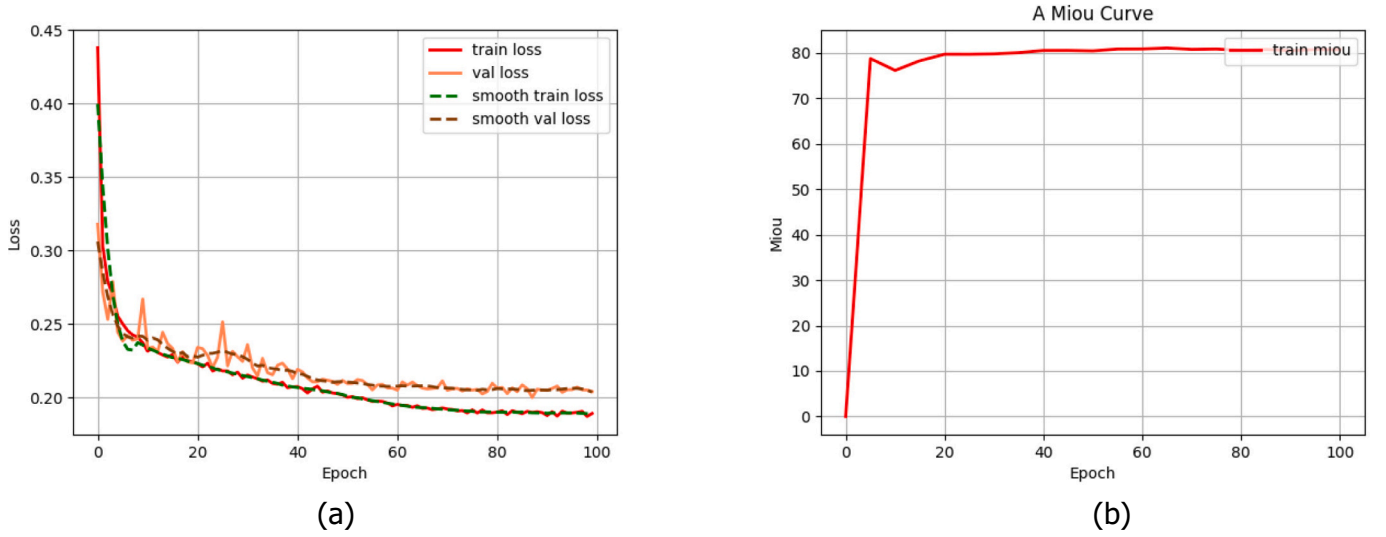 0.45
0.40
0.35
0.30
0.25
0.20
Loss
0 20 40 60 80 100
Epoch
train loss
val loss
smooth train loss
smooth val loss
(a)
A Miou Curve
80
70
60
50
40
30
20
10
0
Miou
0 20 40 60 80 100
Epoch
train miou
(b)